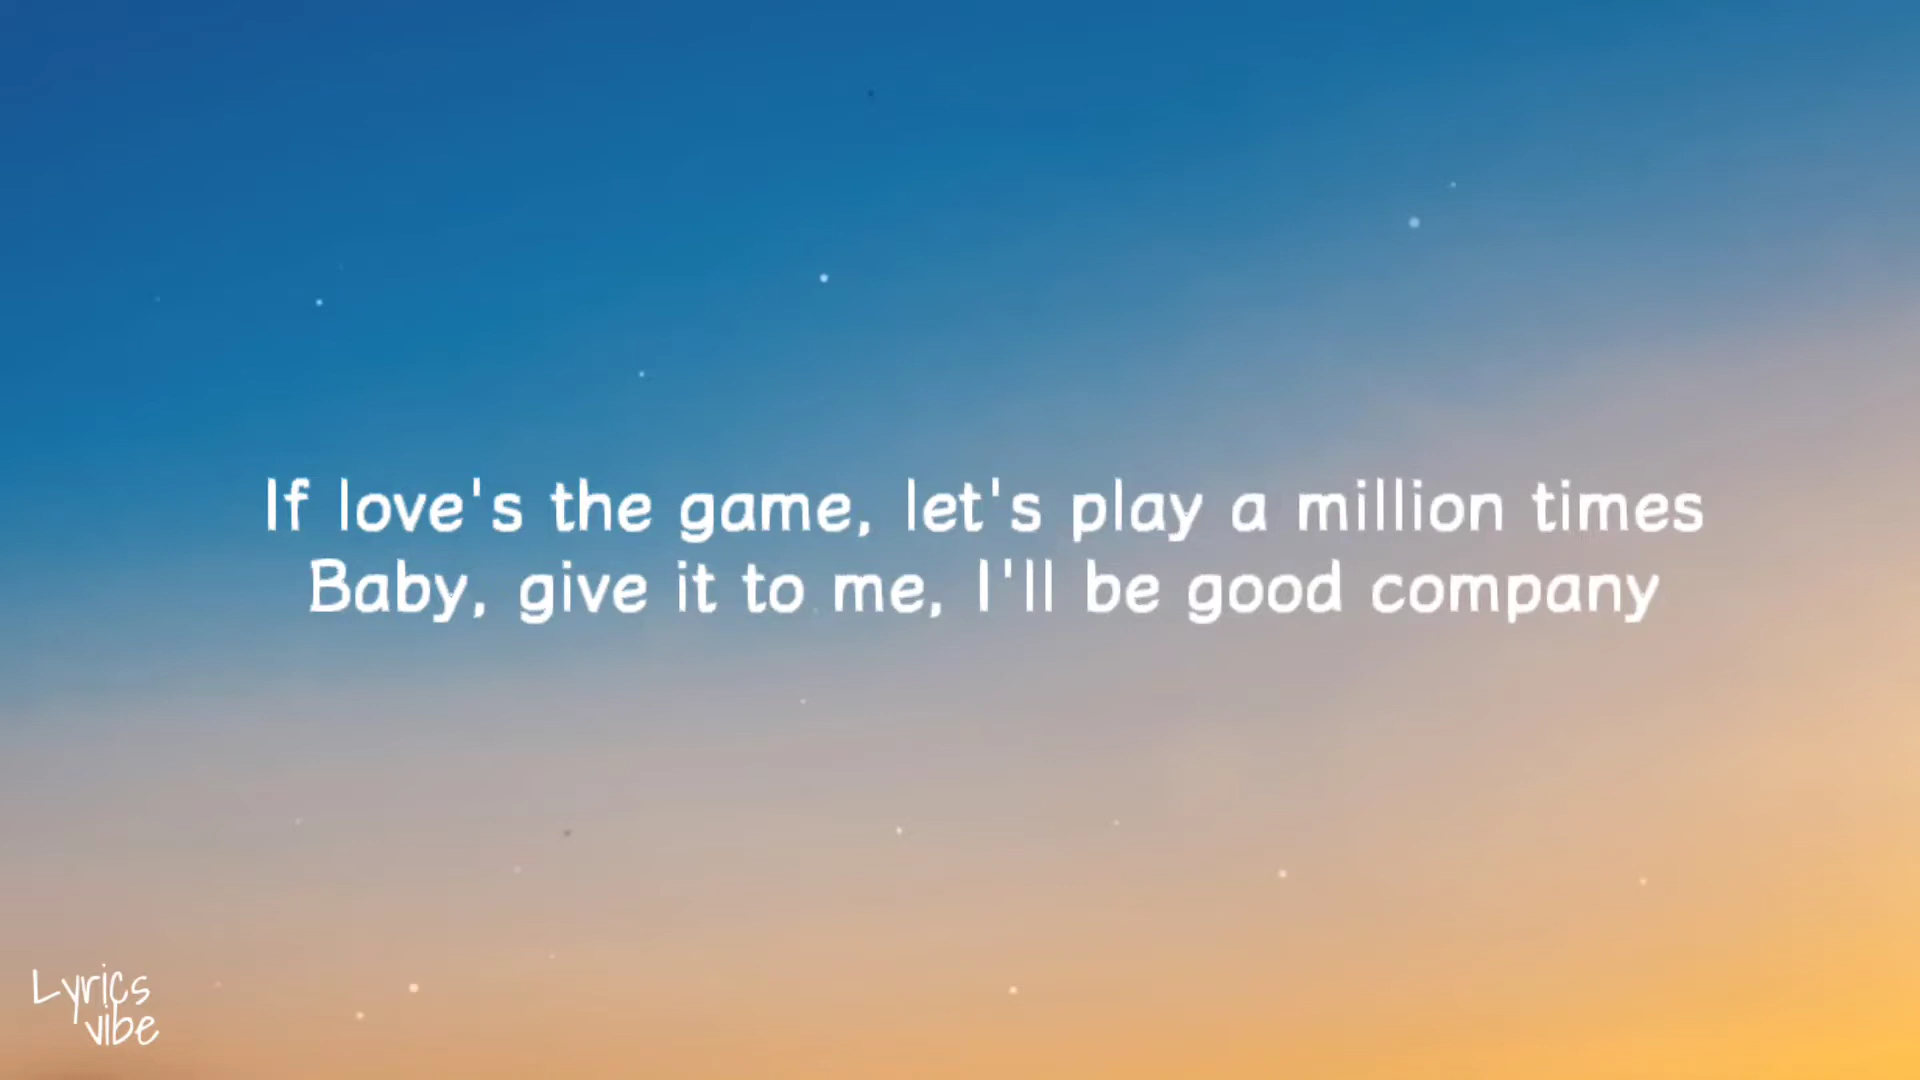 If love's the game, let's play a million times
Baby, give it to me, I'll be good company
Lyrics
vibe